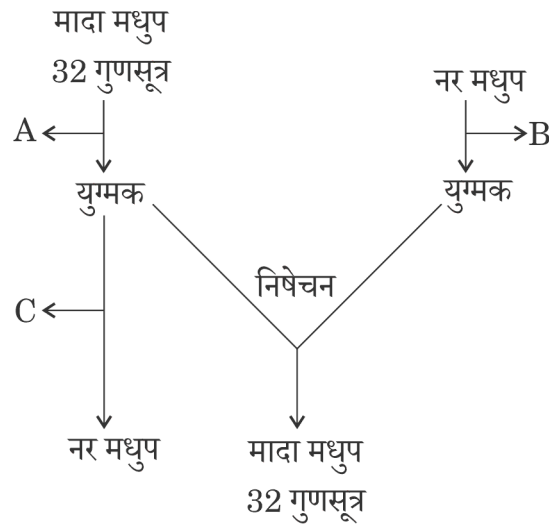 मादा मधुप
32 गुणसूत्र
नर मधुप
A
B
युग्मक
युग्मक
निषेचन
C
नर मधुप
मादा मधुप
32 गुणसूत्र